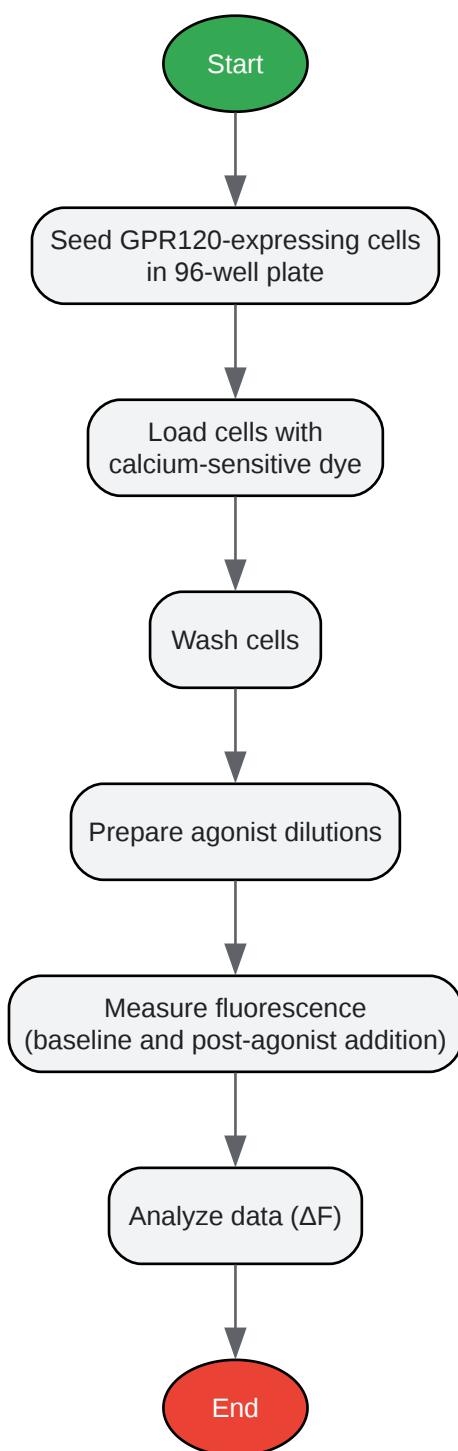 Start
Seed GPR120-expressing cells
in 96-well plate
Load cells with
calcium-sensitive dye
Wash cells
Prepare agonist dilutions
Measure fluorescence
(baseline and post-agonist addition)
Analyze data (ΔF)
End